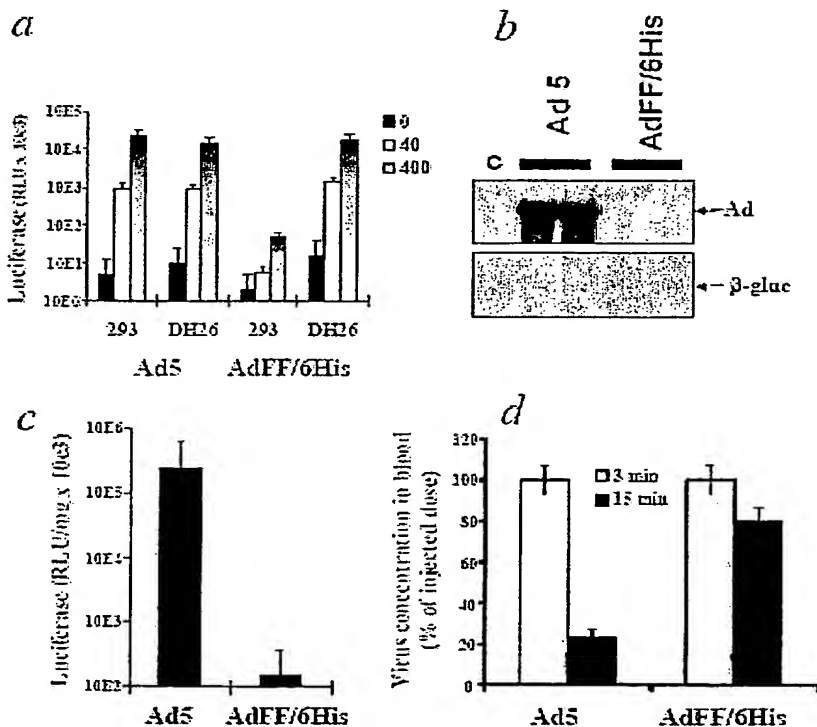 a
Luciferase (RLU x 10e3)
10E5
10E4
10E3
10E2
10E1
10E0
0
40
400
293
DH26
293
DH26
Ad5
AdFF/6His
b
C
Ad 5
AdFF/6His
Ad
β-gluc
c
Luciferase (RLU/mg x 10e3)
10E6
10E5
10E4
10E3
10E2
Ad5
AdFF/6His
d
Virus concentration in blood
(% of injected dose)
120
100
80
60
40
20
0
3 min
15 min
Ad5
AdFF/6His